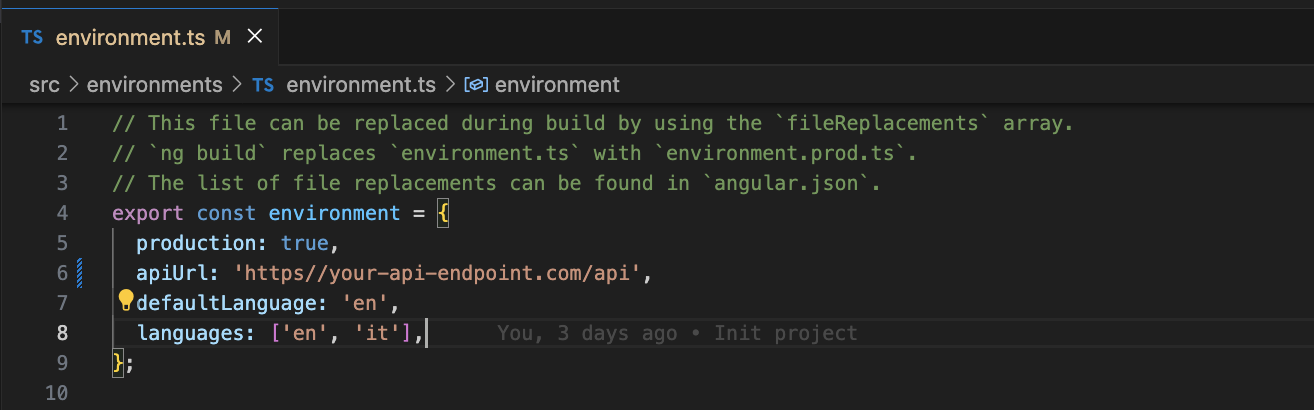 TS environment.ts M ×
src > environments > TS environment.ts > environment
1 // This file can be replaced during build by using the `fileReplacements` array.
2 // `ng build` replaces `environment.ts` with `environment.prod.ts`.
3 // The list of file replacements can be found in `angular.json`.
4 export const environment = {
5   production: true,
6   apiUrl: 'https//your-api-endpoint.com/api',
7   defaultLanguage: 'en',
8   languages: ['en', 'it'], You, 3 days ago • Init project
9 };
10